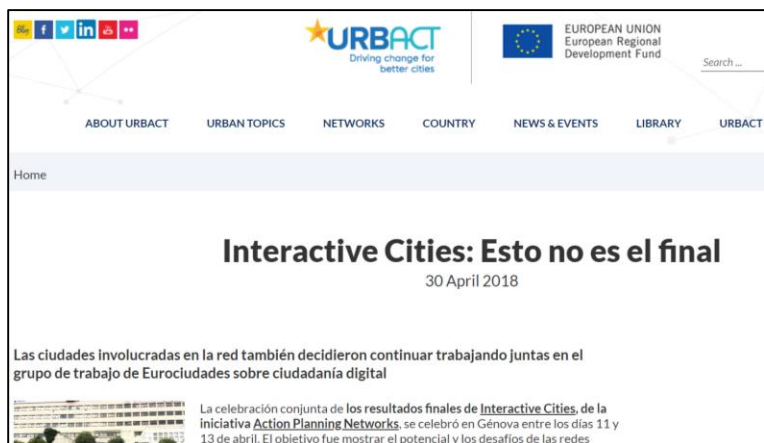 Blog
URBACT
Driving change for
better cities
EUROPEAN UNION
European Regional
Development Fund
Search ...
ABOUT URBACT URBAN TOPICS NETWORKS COUNTRY NEWS & EVENTS LIBRARY URBACT
Home
Interactive Cities: Esto no es el final
30 April 2018
Las ciudades involucradas en la red también decidieron continuar trabajando juntas en el
grupo de trabajo de Eurociudades sobre ciudadanía digital
La celebración conjunta de los resultados finales de Interactive Cities, de la
iniciativa Action Planning Networks, se celebró en Génova entre los días 11 y
13 de abril. El objetivo fue mostrar el potencial y los desafíos de las redes